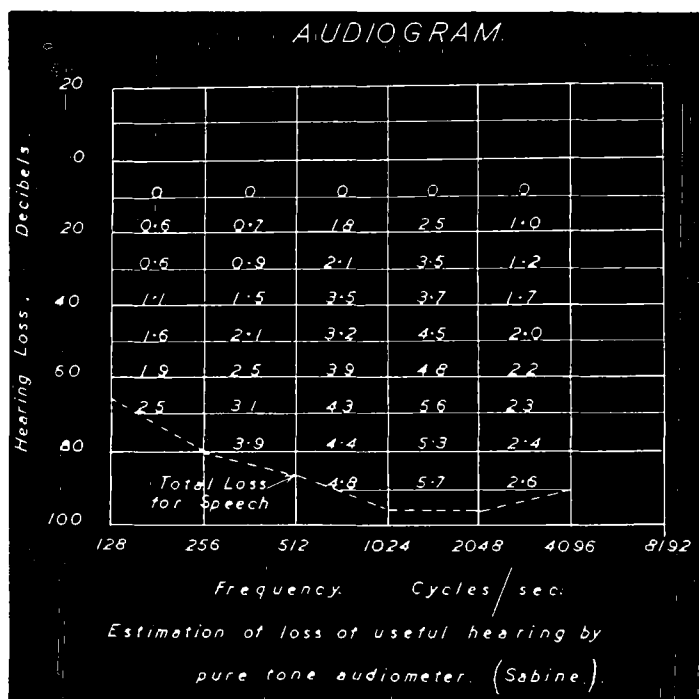 AUDIOGRAM.
20
0
0 0 0 0 0
20 0.6 0.7 1.8 2.5 1.0
0.6 0.9 2.1 3.5 1.2
40 1.1 1.5 3.5 3.7 1.7
1.6 2.1 3.2 4.5 2.0
60 1.9 2.5 3.9 4.8 2.2
2.5 3.1 4.3 5.6 2.3
80 3.9 4.4 5.3 2.4
Total Loss 4.8 5.7 2.6
for Speech
100
Hearing Loss. Decibels.
128 256 512 1024 2048 4096 8192
Frequency. Cycles/sec:
Estimation of loss of useful hearing by
pure tone audiometer. (Sabine.).